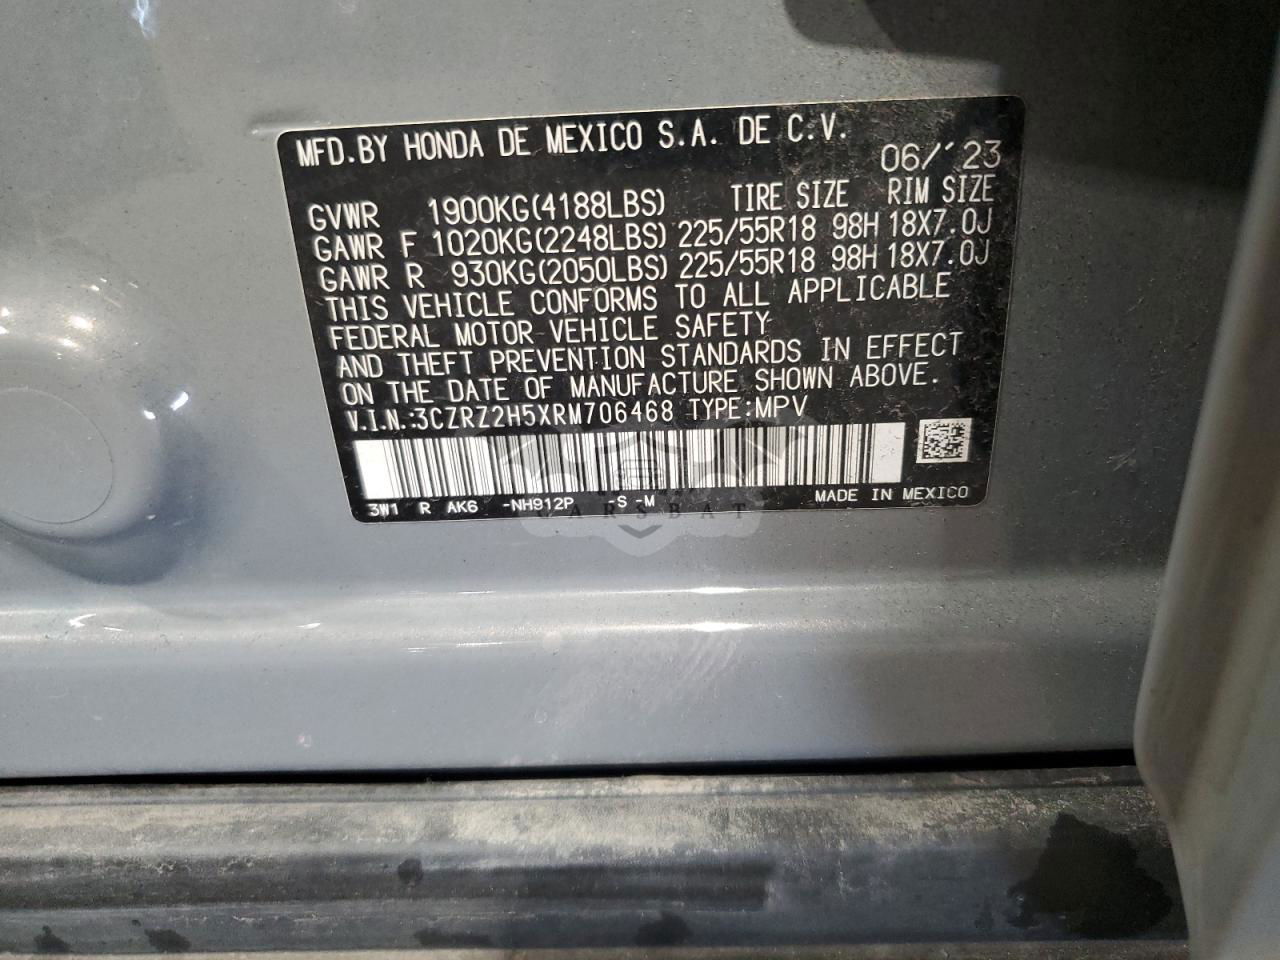 MFD.BY HONDA DE MEXICO S.A. DE C.V.
06/'23
GVWR 1900KG(4188LBS) TIRE SIZE RIM SIZE
GAWR F 1020KG(2248LBS) 225/55R18 98H 18X7.0J
GAWR R 930KG(2050LBS) 225/55R18 98H 18X7.0J
THIS VEHICLE CONFORMS TO ALL APPLICABLE
FEDERAL MOTOR VEHICLE SAFETY
AND THEFT PREVENTION STANDARDS IN EFFECT
ON THE DATE OF MANUFACTURE SHOWN ABOVE.
V.I.N.:3CZRZ2H5XRM706468 TYPE:MPV
3W1 R AK6 -NH912P -S -M MADE IN MEXICO
CARSBAT